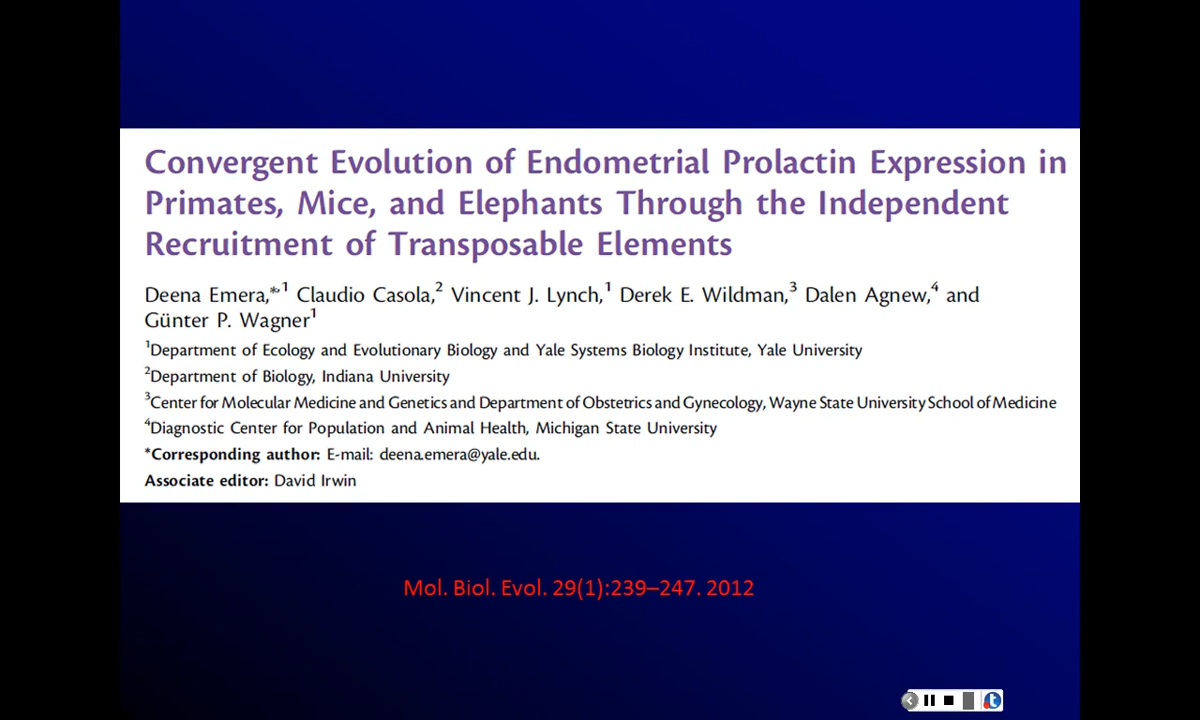 Convergent Evolution of Endometrial Prolactin Expression in
Primates, Mice, and Elephants Through the Independent
Recruitment of Transposable Elements
Deena Emera,*,1 Claudio Casola,2 Vincent J. Lynch,1 Derek E. Wildman,3 Dalen Agnew,4 and
Günter P. Wagner1
1Department of Ecology and Evolutionary Biology and Yale Systems Biology Institute, Yale University
2Department of Biology, Indiana University
3Center for Molecular Medicine and Genetics and Department of Obstetrics and Gynecology, Wayne State University School of Medicine
4Diagnostic Center for Population and Animal Health, Michigan State University
*Corresponding author: E-mail: deena.emera@yale.edu.
Associate editor: David Irwin
Mol. Biol. Evol. 29(1):239–247. 2012